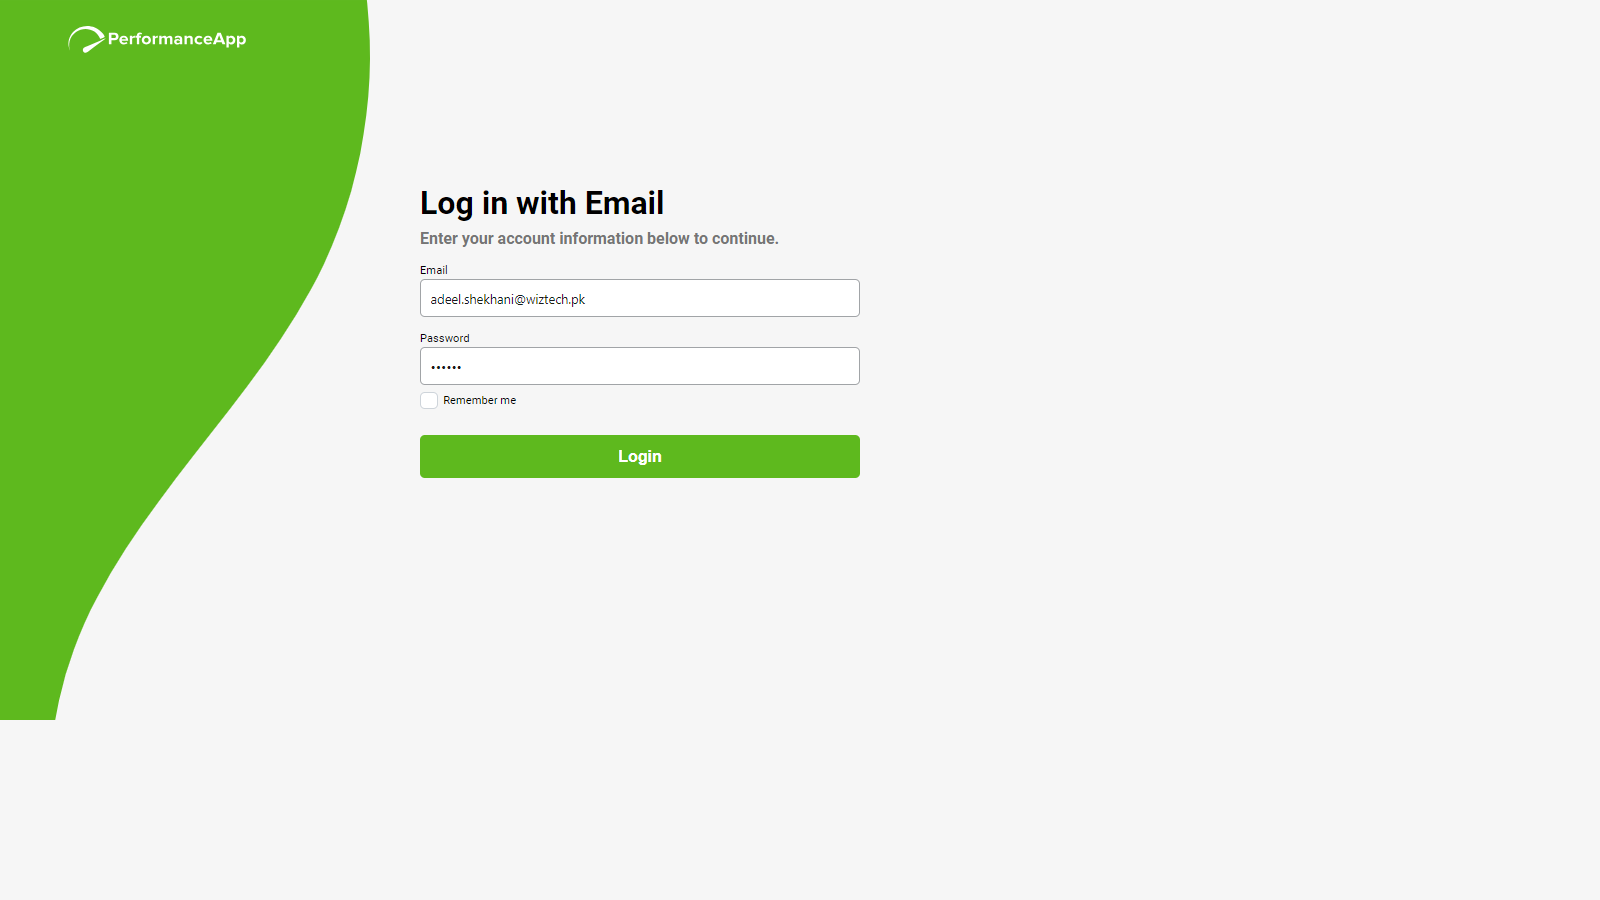 PerformanceApp
Log in with Email
Enter your account information below to continue.
Email
adeel.shekhani@wiztech.pk
Password
••••••
Remember me
Login